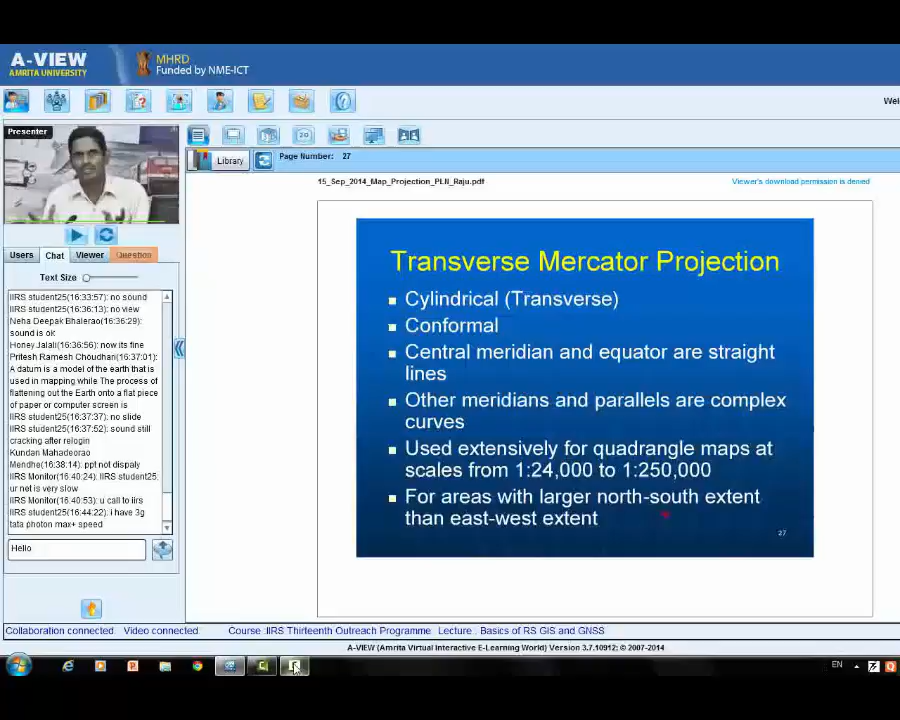 A-VIEW
AMRITA UNIVERSITY
MHRD
Funded by NME-ICT
Wel
Presenter
Library
Page Number: 27
15_Sep_2014_Map_Projection_PLN_Raju.pdf
Viewer's download permission is denied
Users Chat Viewer Question
Text Size
IIRS student25(16:33:57): no sound
IIRS student25(16:36:13): no view
Neha Deepak Bhalerao(16:36:29):
sound is ok
Honey Jalali(16:36:56): now its fine
Pritesh Ramesh Choudhari(16:37:01):
A datum is a model of the earth that is
used in mapping while The process of
flattening out the Earth onto a flat piece
of paper or computer screen is
IIRS student25(16:37:37): no slide
IIRS student25(16:37:52): sound still
cracking after relogin
Kundan Mahadeorao
Mendhe(16:38:14): ppt not dispaly
IIRS Monitor(16:40:24): IIRS student25:
ur net is very slow
IIRS Monitor(16:40:53): u call to iirs
IIRS student25(16:44:22): i have 3g
tata photon max+ speed
Hello
Transverse Mercator Projection
Cylindrical (Transverse)
Conformal
Central meridian and equator are straight
lines
Other meridians and parallels are complex
curves
Used extensively for quadrangle maps at
scales from 1:24,000 to 1:250,000
For areas with larger north-south extent
than east-west extent
27
Collaboration connected. Video connected. Course :IIRS Thirteenth Outreach Programme Lecture : Basics of RS GIS and GNSS
A-VIEW (Amrita Virtual Interactive E-Learning World) Version 3.7.10912; © 2007-2014
EN